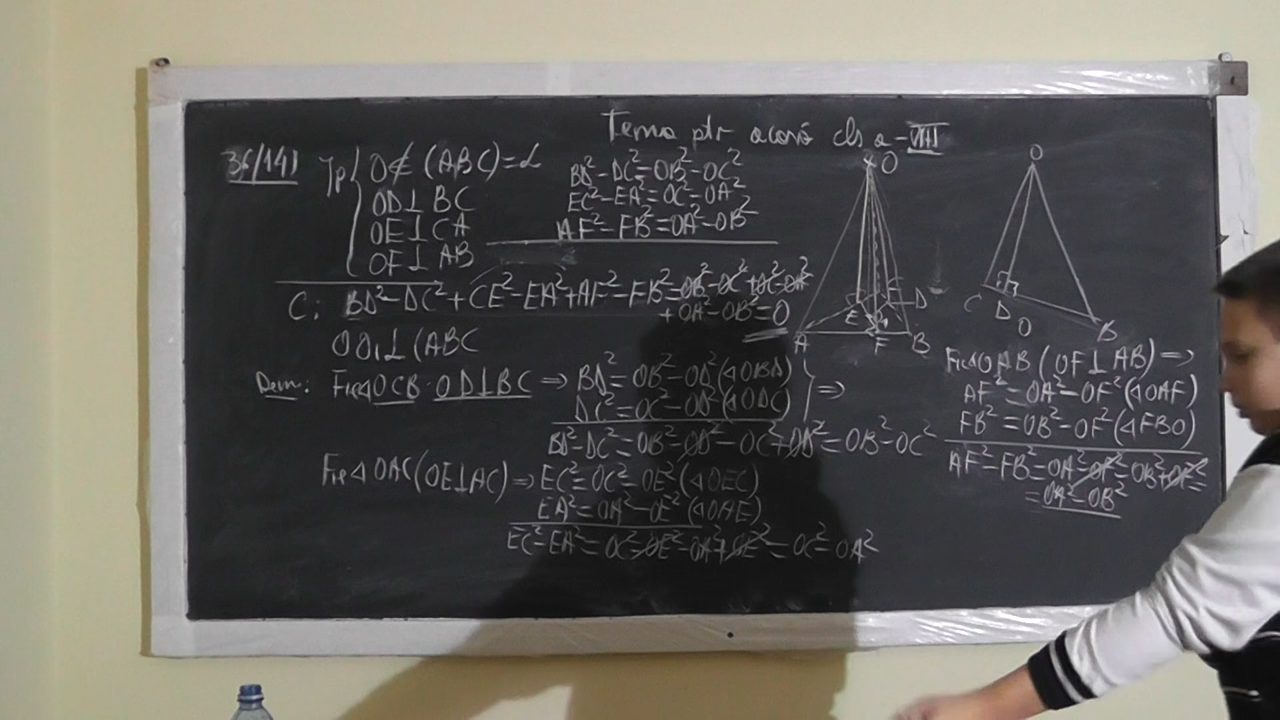 Tema ptr acasă cls a-VIII
36/141 Ip O∉(ABC)=α
OD⊥BC
OE⊥CA
OF⊥AB
BD²-DC²=OB²-OC²
EC²-EA²=OC²-OA²
AF²-FB²=OA²-OB²
C: BD²-DC²+CE²-EA²+AF²-FB²=OB²-OC²+OC²-OA²
+OA²-OB²=0
OO₁⊥(ABC
Dem: Fie△OCB: OD⊥BC⇒BD²=OB²-OD²(△OBD)
DC²=OC²-OD²(△ODC) ⇒
BD²-DC²=OB²-OD²-OC²+OD²=OB²-OC²
Fie△OAC(OE⊥AC)⇒EC²=OC²-OE²(△OEC)
EA²=OA²-OE²(△OAE)
EC²-EA²=OC²-OE²-OA²+OE²=OC²-OA²
O
E D
A F B
O
C D
O B
Fie△OAB(OF⊥AB)⇒
AF²=OA²-OF²(△OAF)
FB²=OB²-OF²(△FBO)
AF²-FB²=OA²-OF²-OB²+OF²=
=OA²-OB²